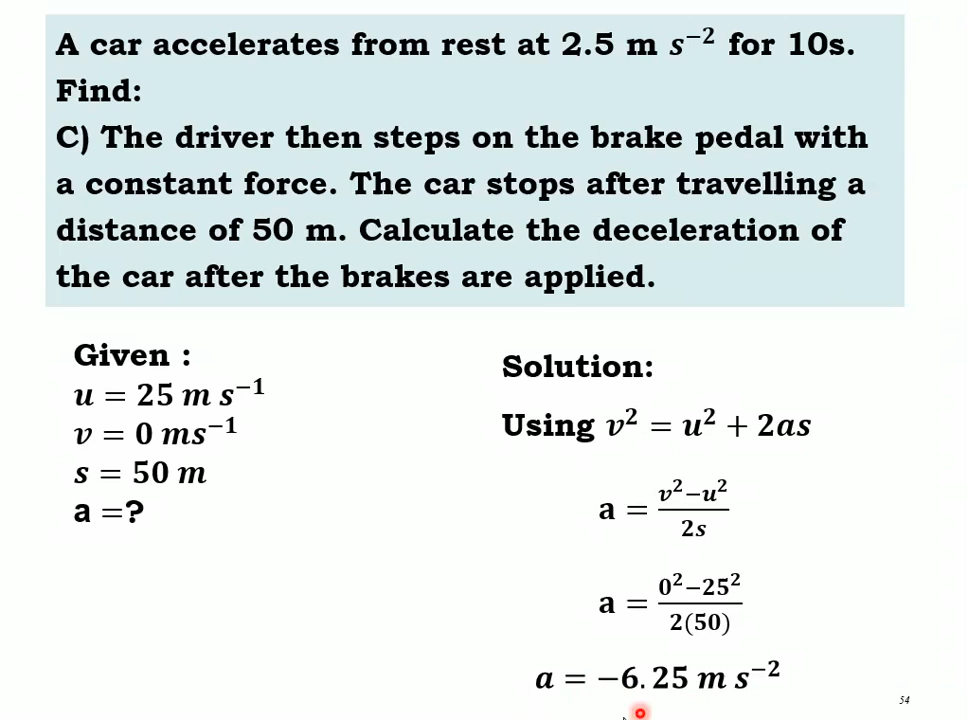 A car accelerates from rest at 2.5 m s⁻² for 10s.
Find:
C) The driver then steps on the brake pedal with
a constant force. The car stops after travelling a
distance of 50 m. Calculate the deceleration of
the car after the brakes are applied.
Given :
u = 25 m s⁻¹
v = 0 ms⁻¹
s = 50 m
a =?
Solution:
Using v² = u² + 2as
a = (v²−u²)/2s
a = (0²−25²)/2(50)
a = −6.25 m s⁻²
54